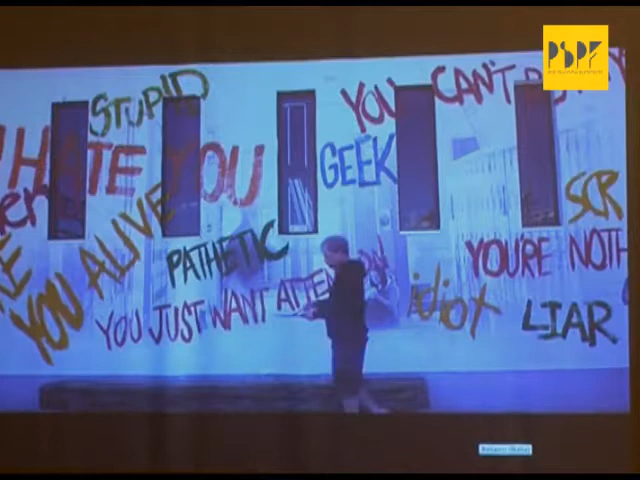 PSPF
STUPID
YOU CAN'T
I HATE YOU
GEEK
SCR
YOU ALIVE
PATHETIC
YOU'RE NOTH
YOU JUST WANT ATTEN
idiot
LIAR